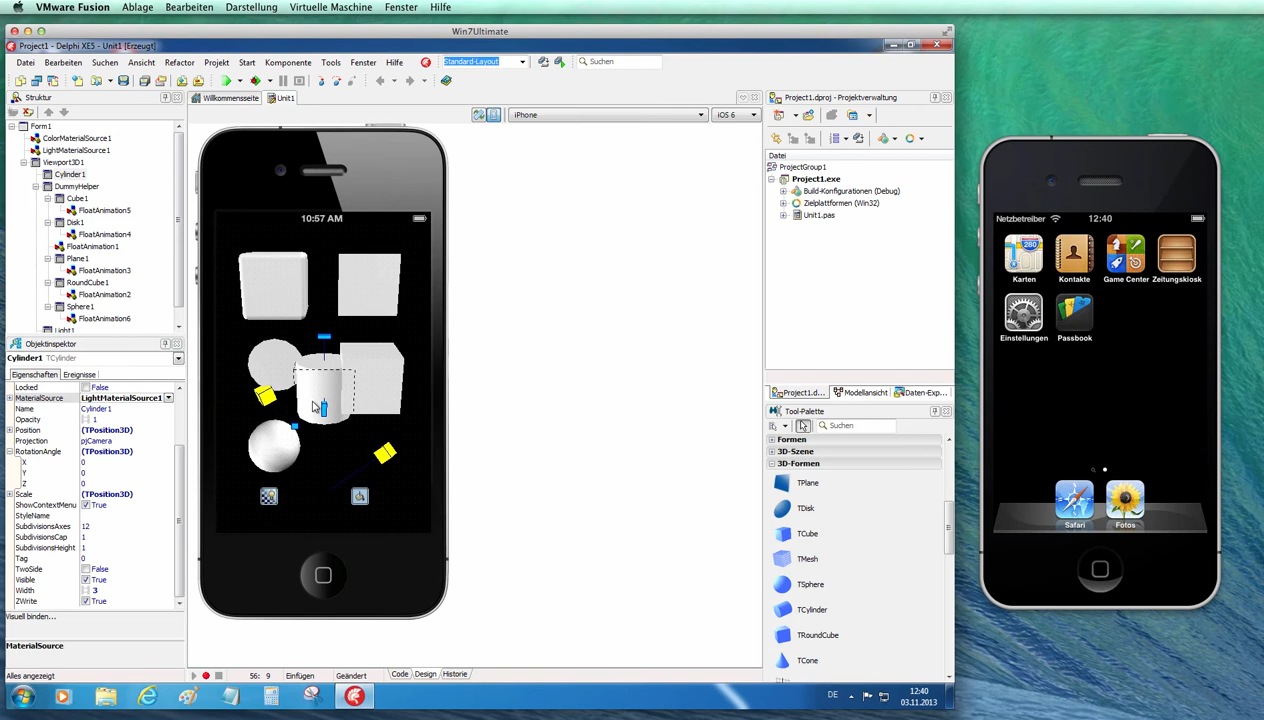 VMware Fusion Ablage Bearbeiten Darstellung Virtuelle Maschine Fenster Hilfe
Win7Ultimate
Project1 - Delphi XE5 - Unit1 [Erzeugt]
Datei Bearbeiten Suchen Ansicht Refactor Projekt Start Komponente Tools Fenster Hilfe Standard-Layout Suchen
Struktur
Form1
ColorMaterialSource1
LightMaterialSource1
Viewport3D1
Cylinder1
DummyHelper
Cube1
FloatAnimation5
Disk1
FloatAnimation4
FloatAnimation1
Plane1
FloatAnimation3
RoundCube1
FloatAnimation2
Sphere1
FloatAnimation6
Light1
Objektinspektor
Cylinder1 TCylinder
Eigenschaften Ereignisse
Locked False
MaterialSource LightMaterialSource1
Name Cylinder1
Opacity 1
Position (TPosition3D)
Projection pjCamera
RotationAngle (TPosition3D)
X 0
Y 0
Z 0
Scale (TPosition3D)
ShowContextMenu True
StyleName
SubdivisionsAxes 12
SubdivisionsCap 1
SubdivisionsHeight 1
Tag 0
TwoSide False
Visible True
Width 3
ZWrite True
Visuell binden...
MaterialSource
Alles angezeigt
Willkommensseite Unit1
iPhone iOS 6
10:57 AM
56: 9 Einfügen Geändert Code Design Historie
Project1.dproj - Projektverwaltung
Datei
ProjectGroup1
Project1.exe
Build-Konfigurationen (Debug)
Zielplattformen (Win32)
Unit1.pas
Project1.d... Modellansicht Daten-Exp...
Tool-Palette
Suchen
Formen
3D-Szene
3D-Formen
TPlane
TDisk
TCube
TMesh
TSphere
TCylinder
TRoundCube
TCone
DE
12:40
03.11.2013
Netzbetreiber 12:40
280
Karten Kontakte Game Center Zeitungskiosk
Einstellungen Passbook
Safari Fotos